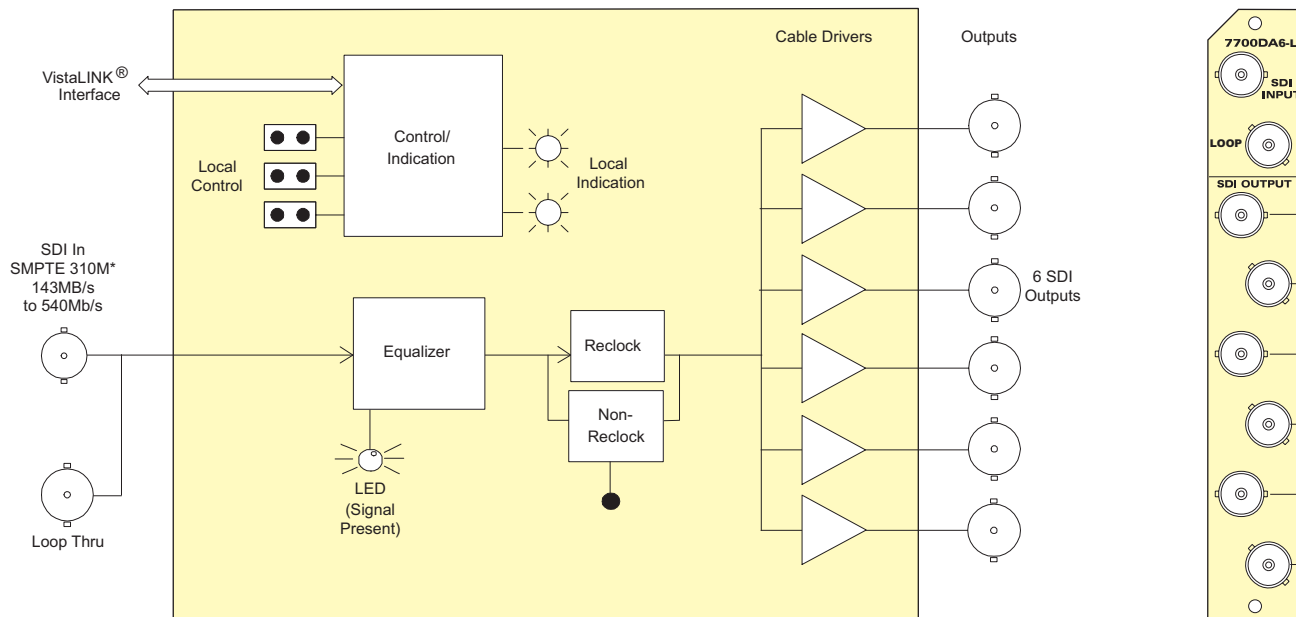 Cable Drivers
Outputs
VistaLINK®
Interface
Control/
Indication
Local
Control
Local
Indication
SDI In
SMPTE 310M*
143MB/s
to 540Mb/s
Equalizer
Reclock
Non-
Reclock
LED
(Signal
Present)
Loop Thru
6 SDI
Outputs
7700DA6-L
SDI
INPUT
LOOP
SDI OUTPUT